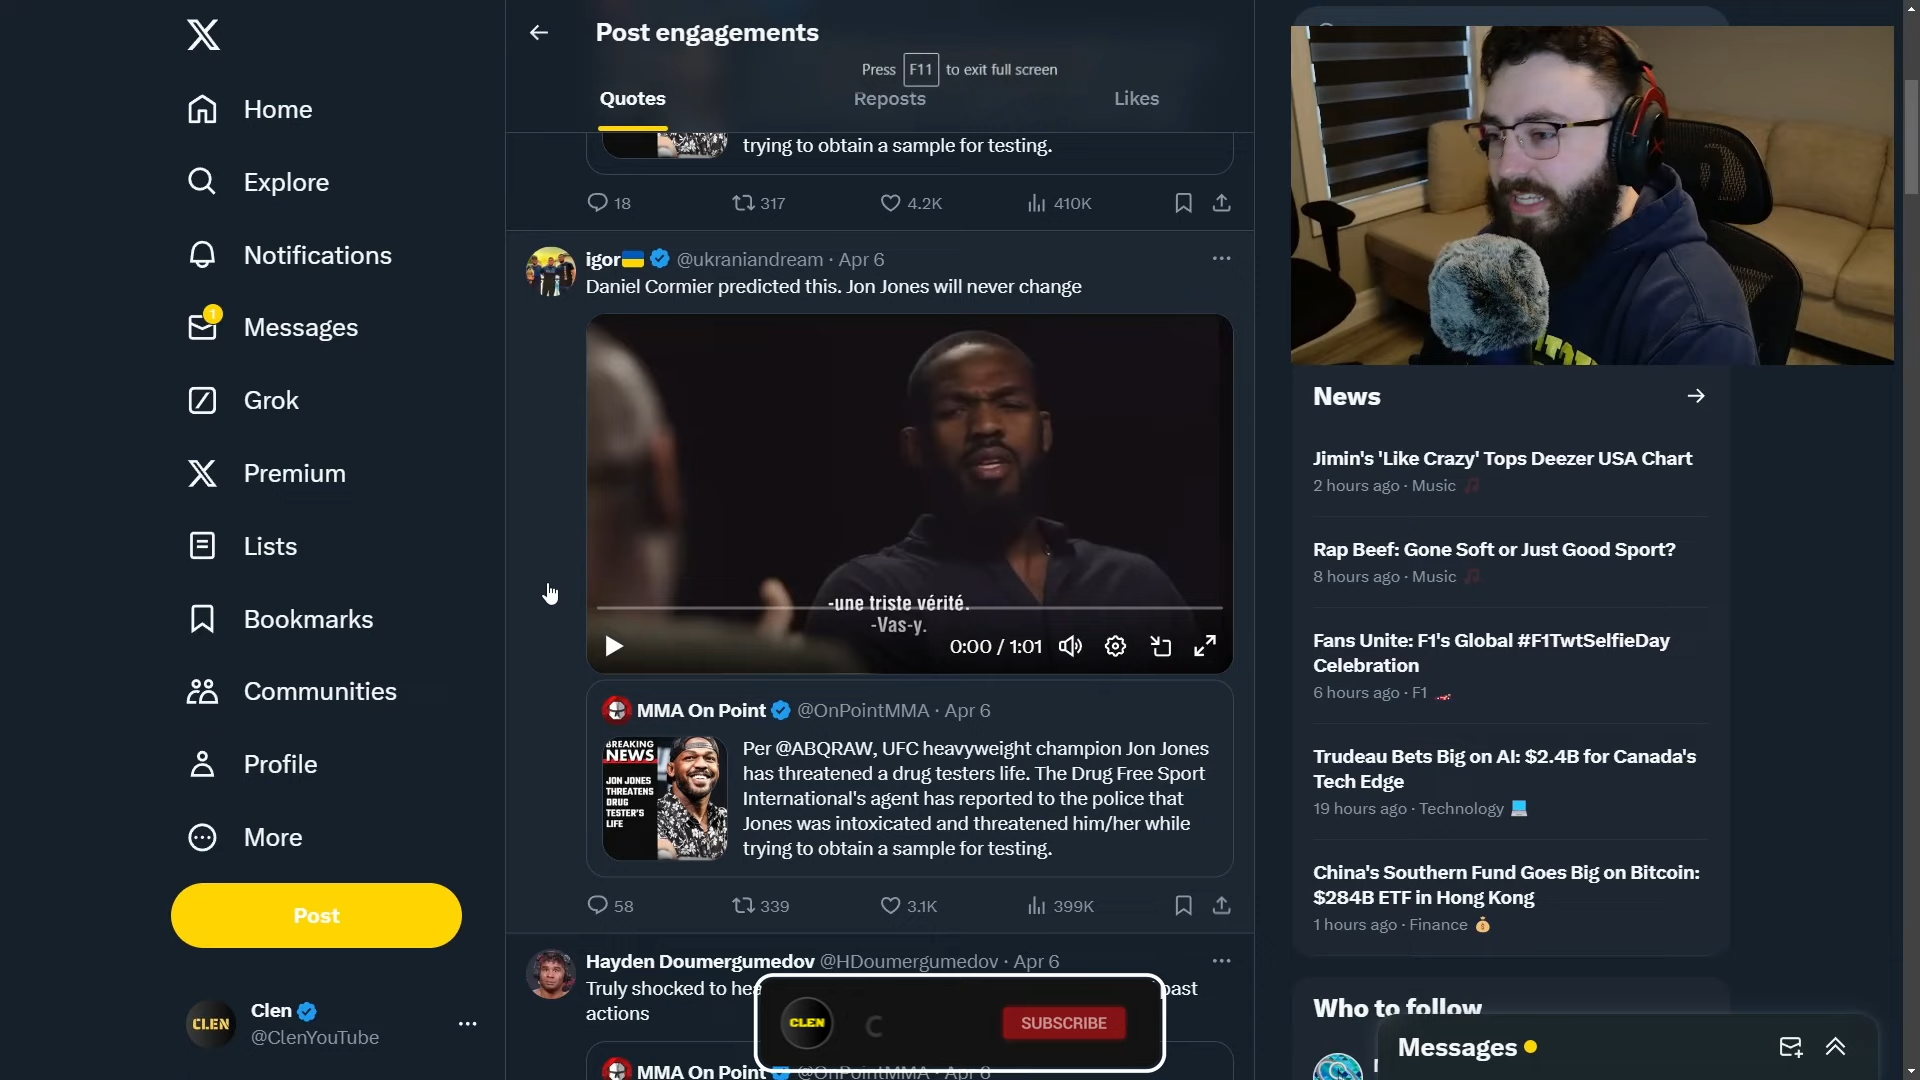 Home
Explore
Notifications
1
Messages
Grok
Premium
Lists
Bookmarks
Communities
Profile
More
Post
CLEN
Clen
@ClenYouTube
Post engagements
Press F11 to exit full screen
Quotes
Reposts
Likes
trying to obtain a sample for testing.
18 317 4.2K 410K
igor @ukraniandream · Apr 6
Daniel Cormier predicted this. Jon Jones will never change
-une triste vérité.
-Vas-y.
0:00 / 1:01
MMA On Point @OnPointMMA · Apr 6
BREAKING
NEWS
JON JONES
THREATENS
DRUG
TESTER'S
LIFE
Per @ABQRAW, UFC heavyweight champion Jon Jones
has threatened a drug testers life. The Drug Free Sport
International's agent has reported to the police that
Jones was intoxicated and threatened him/her while
trying to obtain a sample for testing.
58 339 3.1K 399K
Hayden Doumergumedov @HDoumergumedov · Apr 6
Truly shocked to hea past
actions
CLEN
C
SUBSCRIBE
MMA On Point @OnPointMMA · Apr 6
News
Jimin's 'Like Crazy' Tops Deezer USA Chart
2 hours ago · Music
Rap Beef: Gone Soft or Just Good Sport?
8 hours ago · Music
Fans Unite: F1's Global #F1TwtSelfieDay
Celebration
6 hours ago · F1
Trudeau Bets Big on AI: $2.4B for Canada's
Tech Edge
19 hours ago · Technology
China's Southern Fund Goes Big on Bitcoin:
$284B ETF in Hong Kong
1 hours ago · Finance
Who to follow
Messages